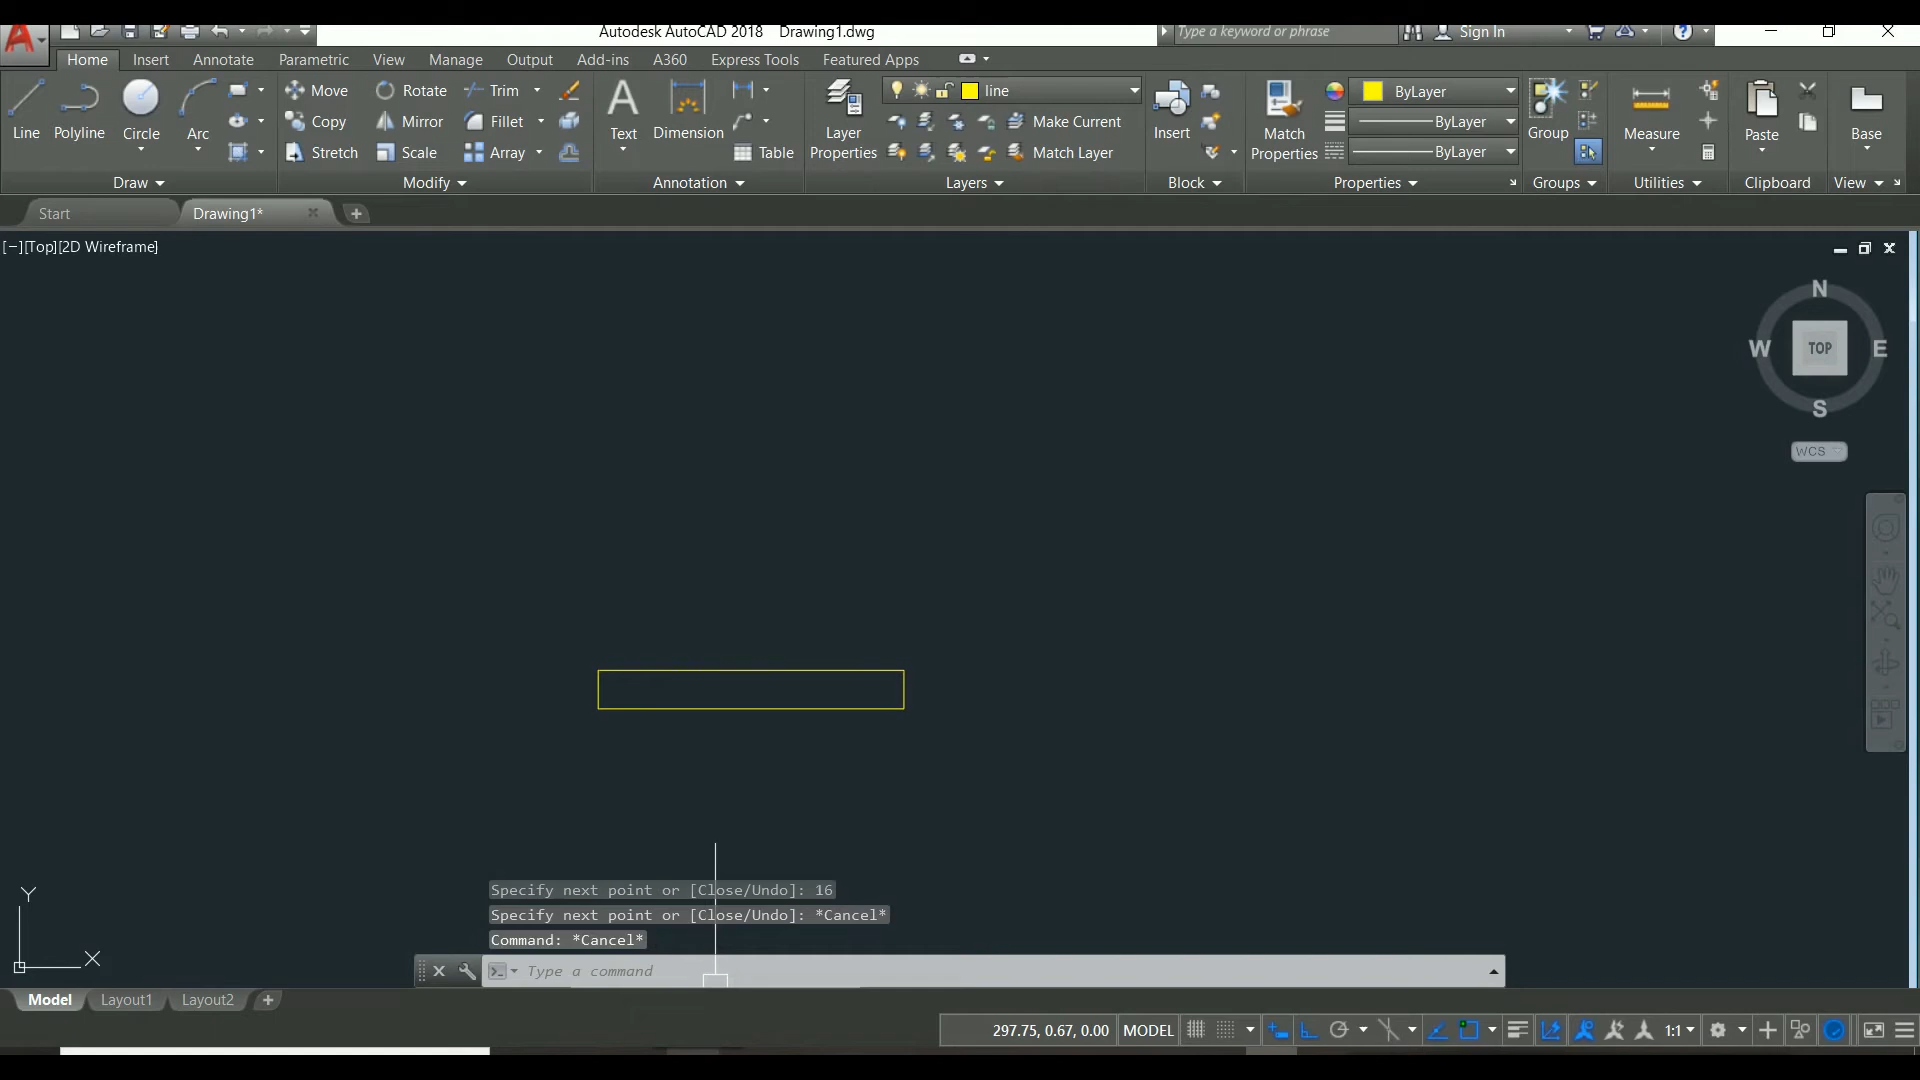 Autodesk AutoCAD 2018 Drawing1.dwg
Type a keyword or phrase
Sign In
Home Insert Annotate Parametric View Manage Output Add-ins A360 Express Tools Featured Apps
Move Rotate Trim
line
ByLayer
Line Polyline Circle Arc
Copy Mirror Fillet
Text Dimension
Layer Properties
Make Current
Insert
Match Properties
ByLayer
Group Measure Paste Base
Stretch Scale Array
Table
Match Layer
ByLayer
Draw Modify Annotation Layers Block Properties Groups Utilities Clipboard View
Start Drawing1*
[−][Top][2D Wireframe]
N
W TOP E
S
WCS
Specify next point or [Close/Undo]: 16
Specify next point or [Close/Undo]: *Cancel*
Command: *Cancel*
Y
X
Type a command
Model Layout1 Layout2
297.75, 0.67, 0.00 MODEL 1:1